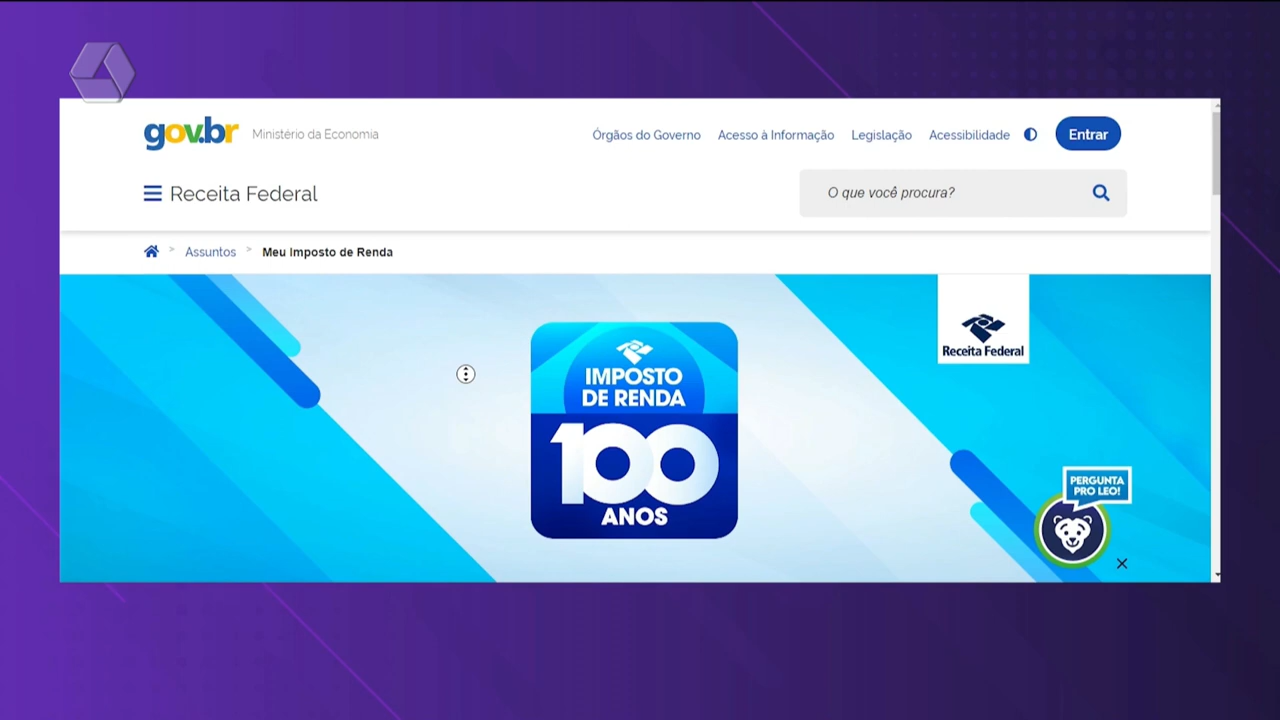 gov.br
Ministério da Economia
Órgãos do Governo
Acesso à Informação
Legislação
Acessibilidade
Entrar
Receita Federal
O que você procura?
> Assuntos > Meu Imposto de Renda
Receita Federal
IMPOSTO
DE RENDA
100
ANOS
PERGUNTA
PRO LEO!